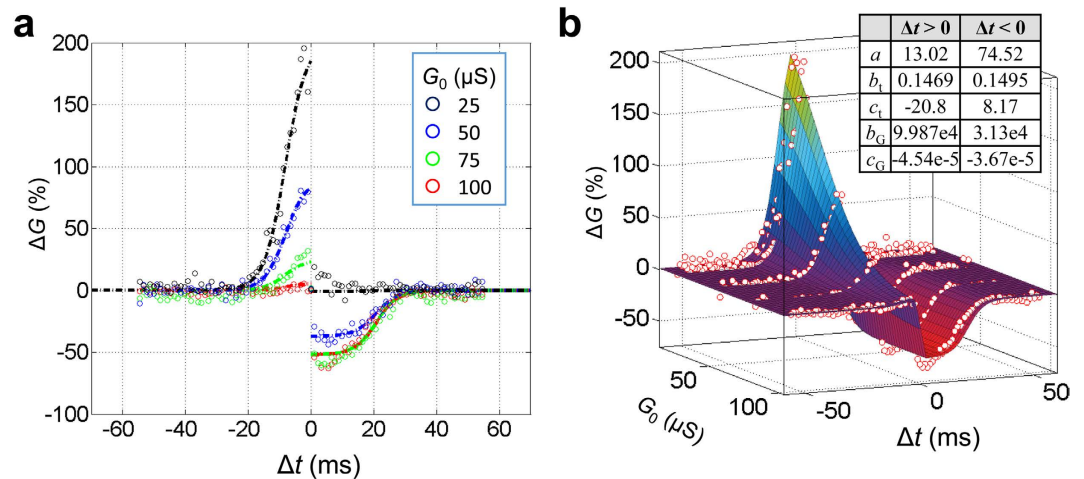 a
200
150
100
50
0
-50
-100
ΔG (%)
-60 -40 -20 0 20 40 60
Δt (ms)
G0 (µS)
25
50
75
100
b
200
150
100
50
0
-50
ΔG (%)
50
100
G0 (µS)
-50
0
50
Δt (ms)
Δt > 0 Δt < 0
a 13.02 74.52
bt 0.1469 0.1495
ct -20.8 8.17
bG 9.987e4 3.13e4
cG -4.54e-5 -3.67e-5